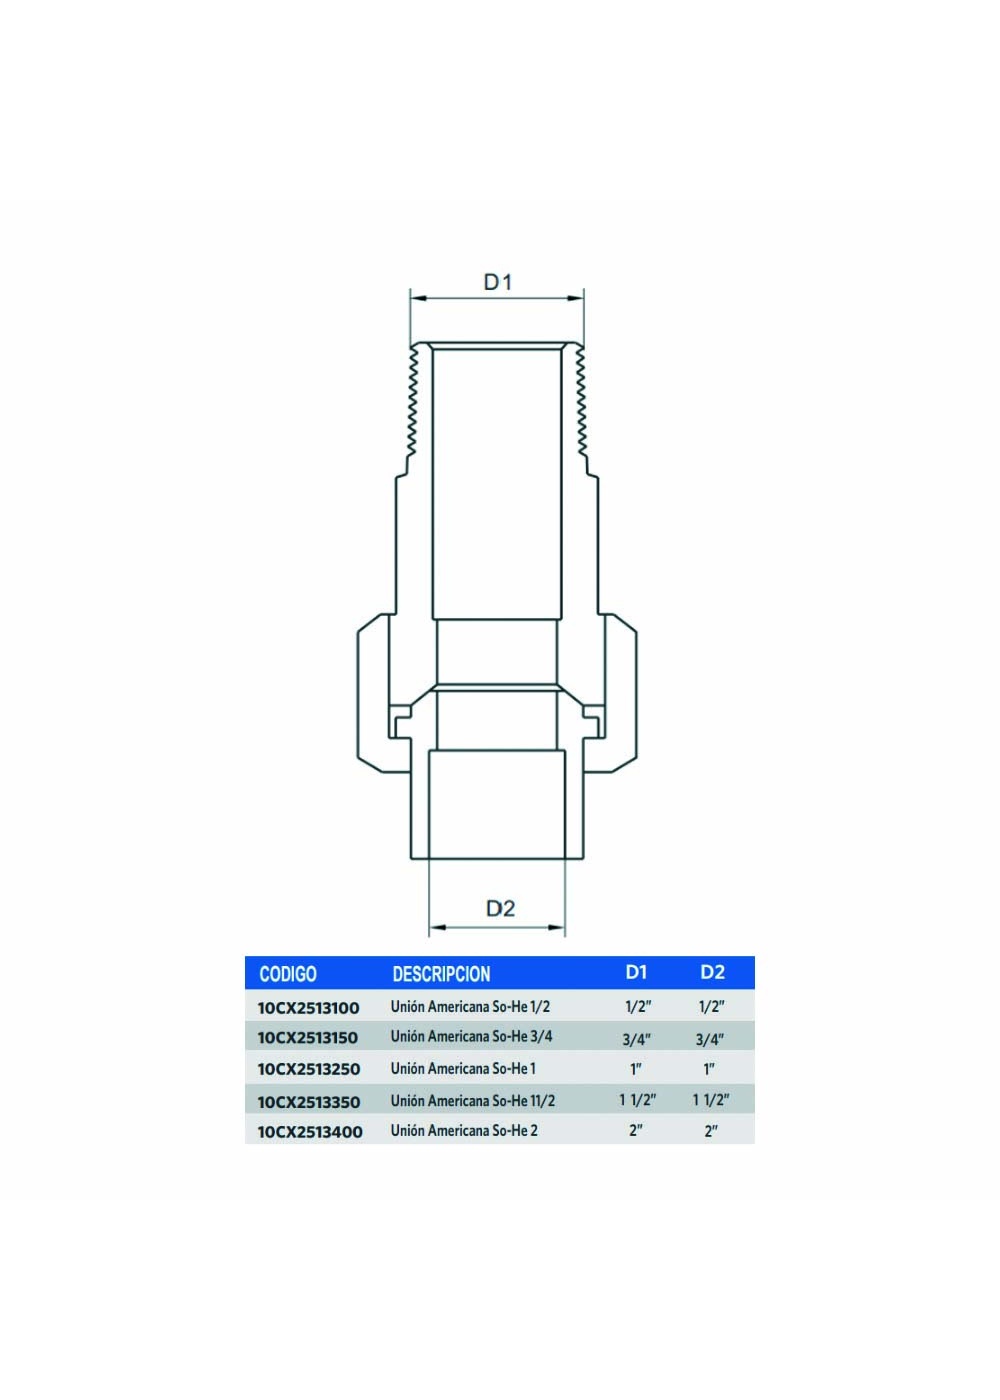 D1
D2
CODIGO DESCRIPCION D1 D2
10CX2513100 Unión Americana So-He 1/2 1/2" 1/2"
10CX2513150 Unión Americana So-He 3/4 3/4" 3/4"
10CX2513250 Unión Americana So-He 1 1" 1"
10CX2513350 Unión Americana So-He 11/2 1 1/2" 1 1/2"
10CX2513400 Unión Americana So-He 2 2" 2"